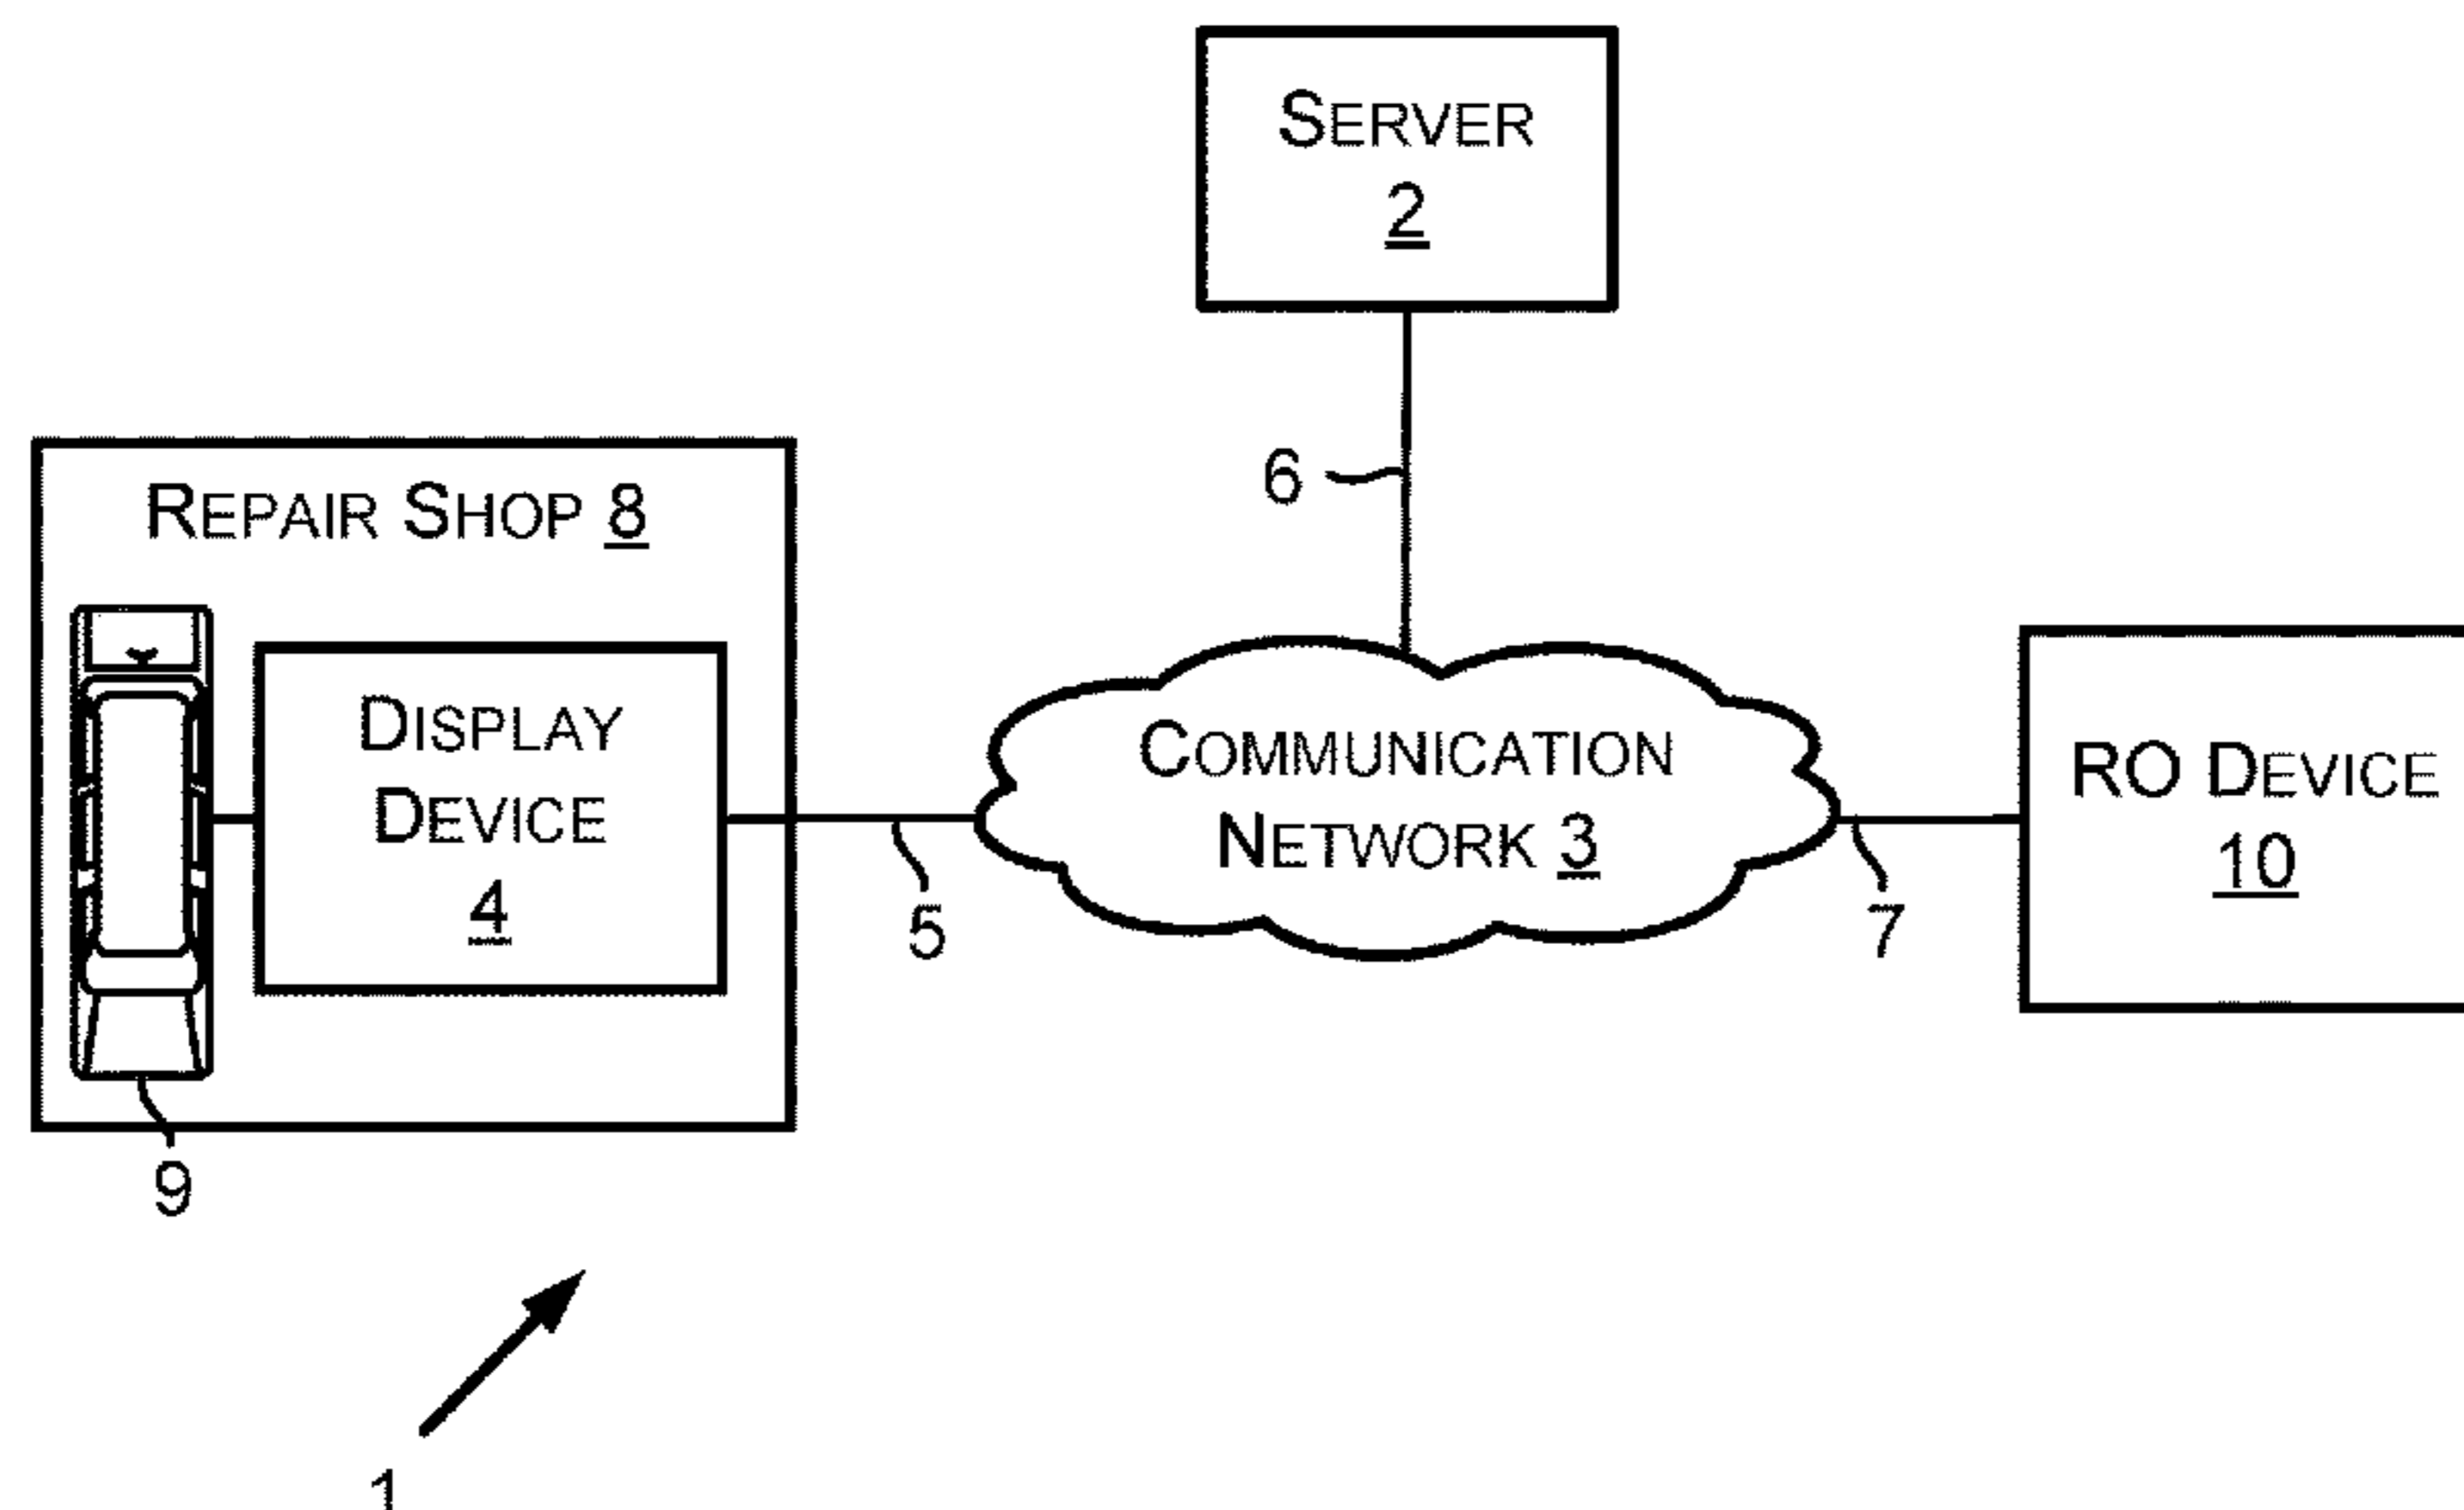 SERVER
2
6
REPAIR SHOP 8
DISPLAY
DEVICE
4
COMMUNICATION
NETWORK 3
RO DEVICE
10
5
7
9
1